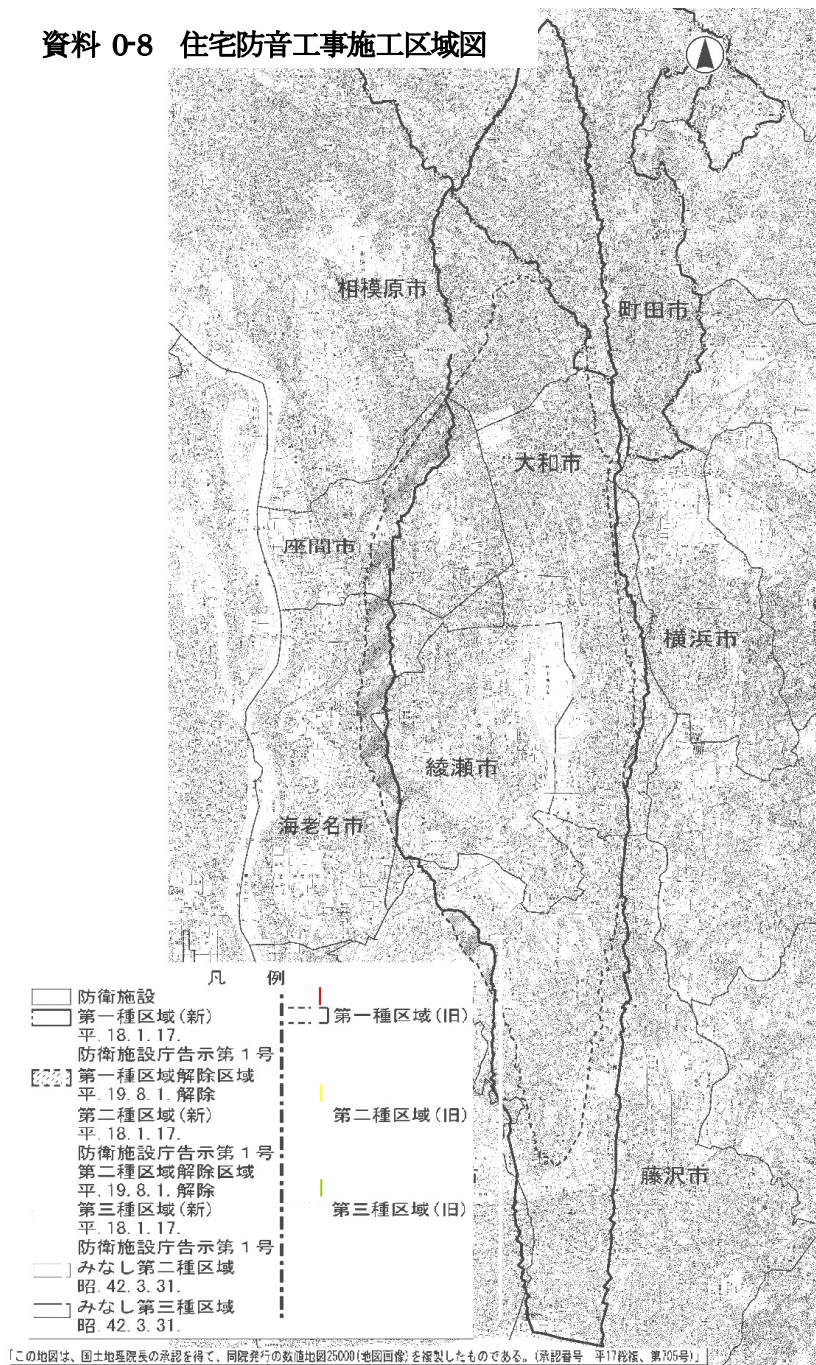 資料 0-8 住宅防音工事施工区域図
相模原市
町田市
大和市
座間市
横浜市
綾瀬市
海老名市
藤沢市
凡 例
防衛施設
第一種区域(新)
平.18.1.17.
防衛施設庁告示第1号
第一種区域解除区域
平.19.8.1.解除
第二種区域(新)
平.18.1.17.
防衛施設庁告示第1号
第二種区域解除区域
平.19.8.1.解除
第三種区域(新)
平.18.1.17.
防衛施設庁告示第1号
みなし第二種区域
昭.42.3.31.
みなし第三種区域
昭.42.3.31.
第一種区域(旧)
第二種区域(旧)
第三種区域(旧)
「この地図は、国土地理院長の承認を得て、同院発行の数値地図25000(地図画像)を複製したものである。(承認番号 平17総複、第705号)」